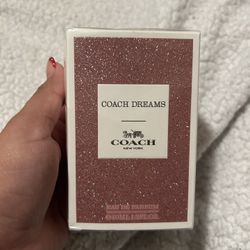 COACH DREAMS
COACH
NEW YORK
EAU DE PARFUM